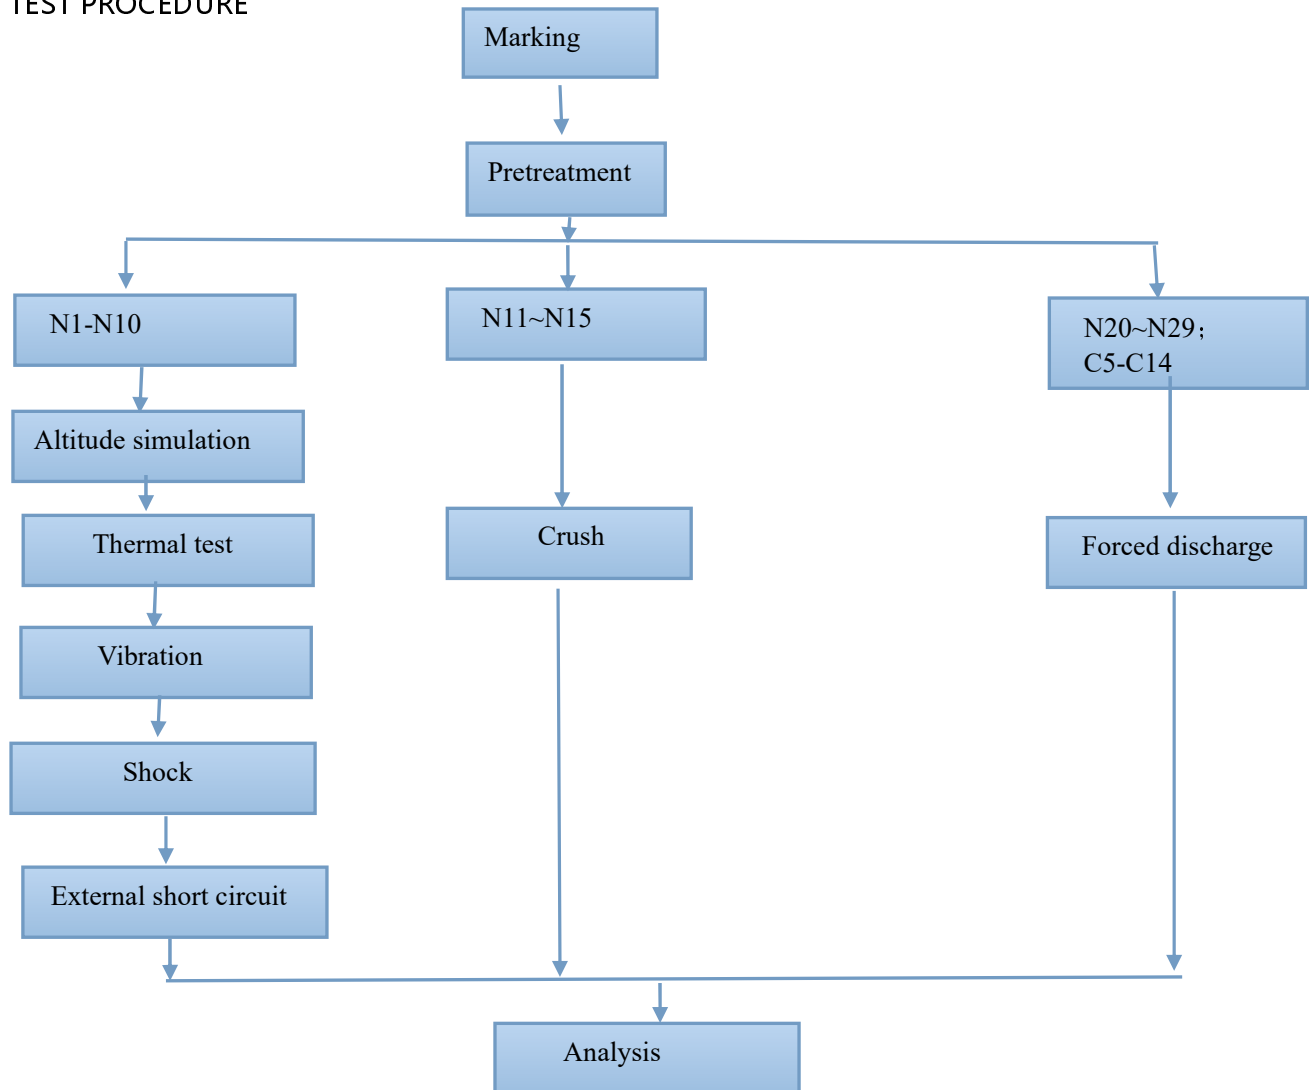 TEST PROCEDURE
Marking
Pretreatment
N1-N10
N11~N15
N20~N29；
C5-C14
Altitude simulation
Thermal test
Crush
Forced discharge
Vibration
Shock
External short circuit
Analysis